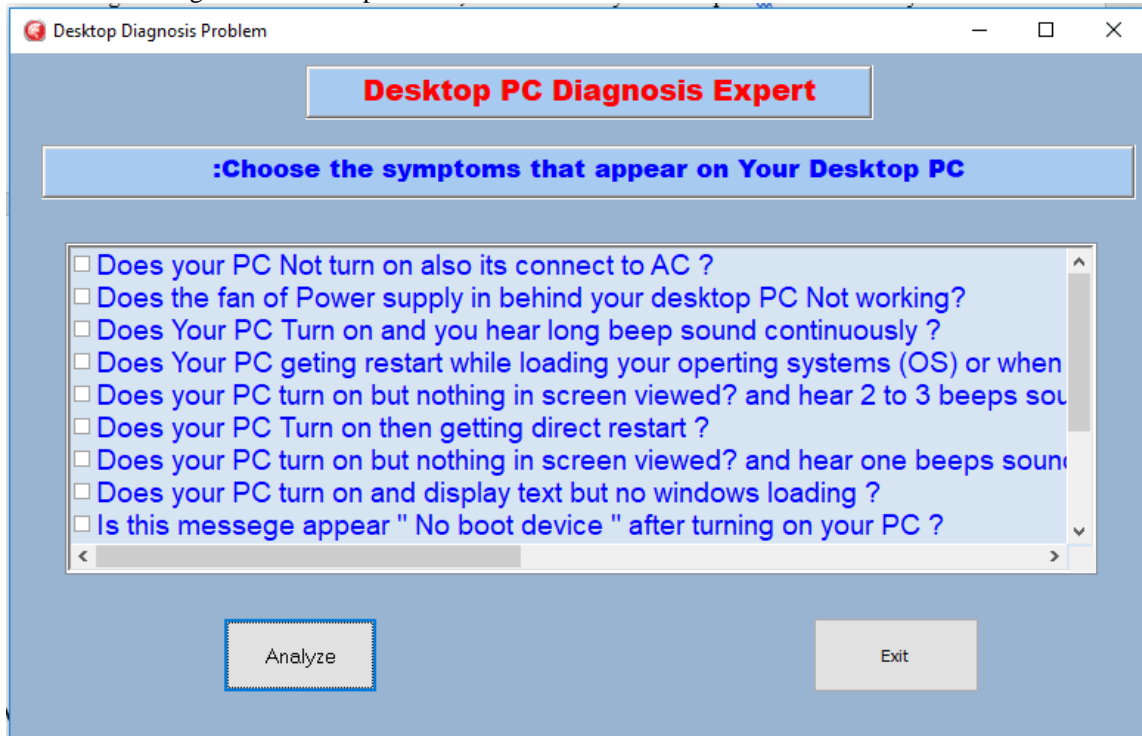 Desktop Diagnosis Problem
Desktop PC Diagnosis Expert
:Choose the symptoms that appear on Your Desktop PC
Does your PC Not turn on also its connect to AC ?
Does the fan of Power supply in behind your desktop PC Not working?
Does Your PC Turn on and you hear long beep sound continuously ?
Does Your PC geting restart while loading your operting systems (OS) or when
Does your PC turn on but nothing in screen viewed? and hear 2 to 3 beeps sou
Does your PC Turn on then getting direct restart ?
Does your PC turn on but nothing in screen viewed? and hear one beeps soun
Does your PC turn on and display text but no windows loading ?
Is this messege appear " No boot device " after turning on your PC ?
Analyze
Exit